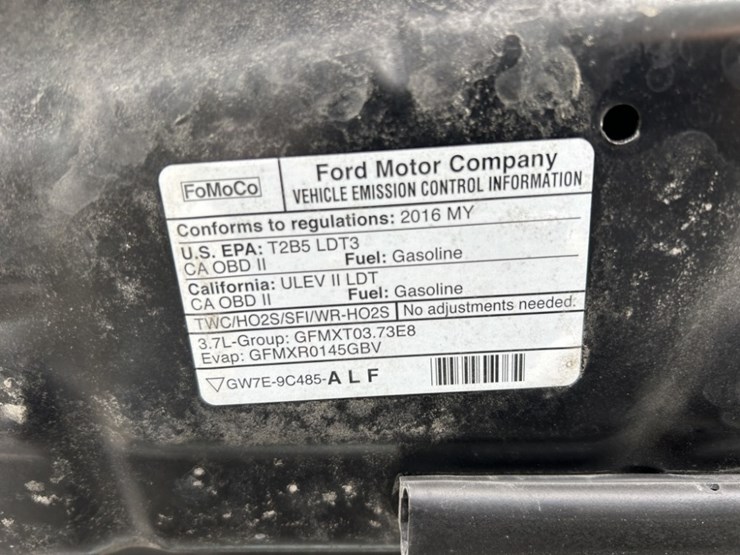 FoMoCo
Ford Motor Company
VEHICLE EMISSION CONTROL INFORMATION
Conforms to regulations: 2016 MY
U.S. EPA: T2B5 LDT3
CA OBD II Fuel: Gasoline
California: ULEV II LDT
CA OBD II Fuel: Gasoline
TWC/HO2S/SFI/WR-HO2S No adjustments needed.
3.7L-Group: GFMXT03.73E8
Evap: GFMXR0145GBV
GW7E-9C485-A L F